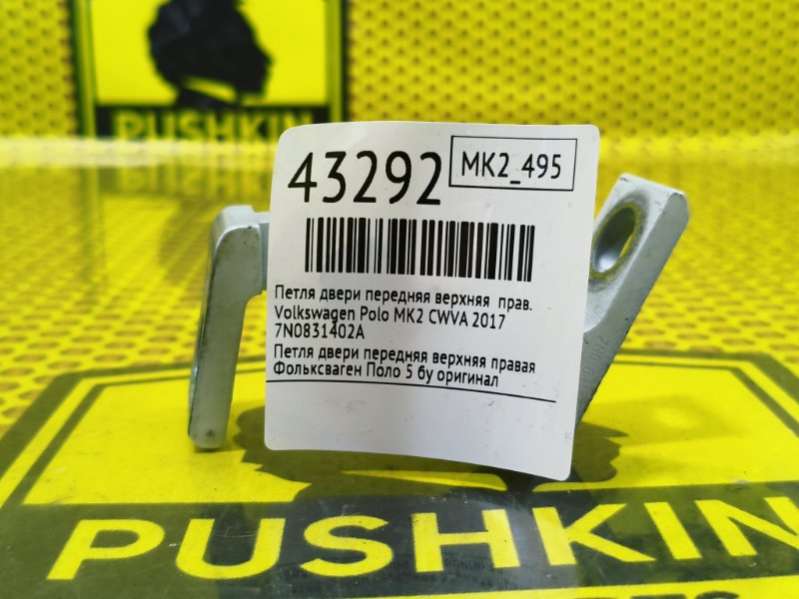 PUSHKIN
43292
MK2_495
Петля двери передняя верхняя прав.
Volkswagen Polo MK2 CWVA 2017
7N0831402A
Петля двери передняя верхняя правая
Фольксваген Поло 5 бу оригинал
PUSHKIN